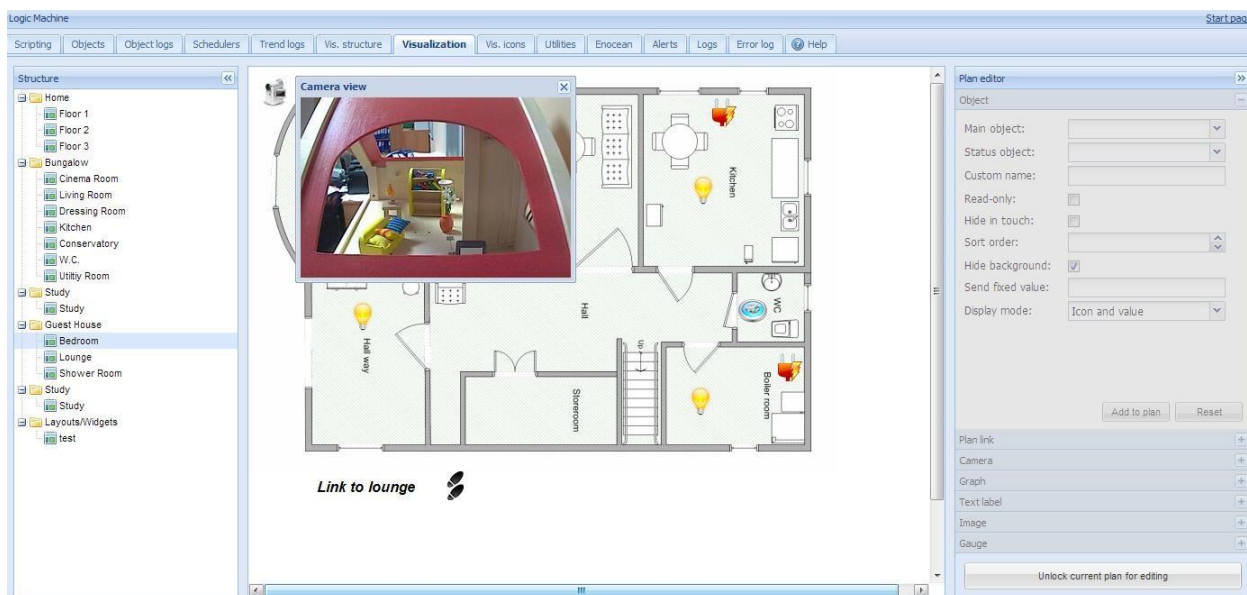 Logic Machine
Start pag
Scripting Objects Object logs Schedulers Trend logs Vis. structure Visualization Vis. icons Utilities Enocean Alerts Logs Error log Help
Structure
Home
Floor 1
Floor 2
Floor 3
Bungalow
Cinema Room
Living Room
Dressing Room
Kitchen
Conservatory
W.C.
Utiltiy Room
Study
Study
Guest House
Bedroom
Lounge
Shower Room
Study
Study
Layouts/Widgets
test
Camera view
Kitchen
Hall
WC
Hall way
Up
Storeroom
Boiler room
Link to lounge
Plan editor
Object
Main object:
Status object:
Custom name:
Read-only:
Hide in touch:
Sort order:
Hide background:
Send fixed value:
Display mode: Icon and value
Add to plan Reset
Plan link
Camera
Graph
Text label
Image
Gauge
Unlock current plan for editing